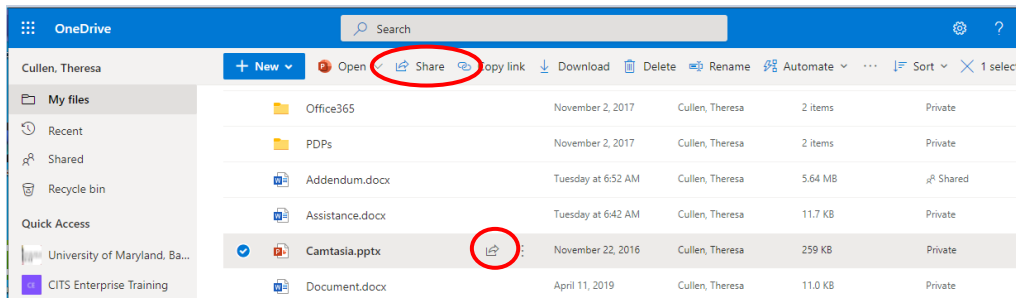 OneDrive Search ?
Cullen, Theresa + New Open Share Copy link Download Delete Rename Automate ... Sort 1 selec
My files
Office365 November 2, 2017 Cullen, Theresa 2 items Private
Recent
PDPs November 2, 2017 Cullen, Theresa 2 items Private
Shared
Addendum.docx Tuesday at 6:52 AM Cullen, Theresa 5.64 MB Shared
Recycle bin
Assistance.docx Tuesday at 6:42 AM Cullen, Theresa 11.7 KB Private
Quick Access
University of Maryland, Ba... Camtasia.pptx November 22, 2016 Cullen, Theresa 259 KB Private
CE CITS Enterprise Training Document.docx April 11, 2019 Cullen, Theresa 11.0 KB Private